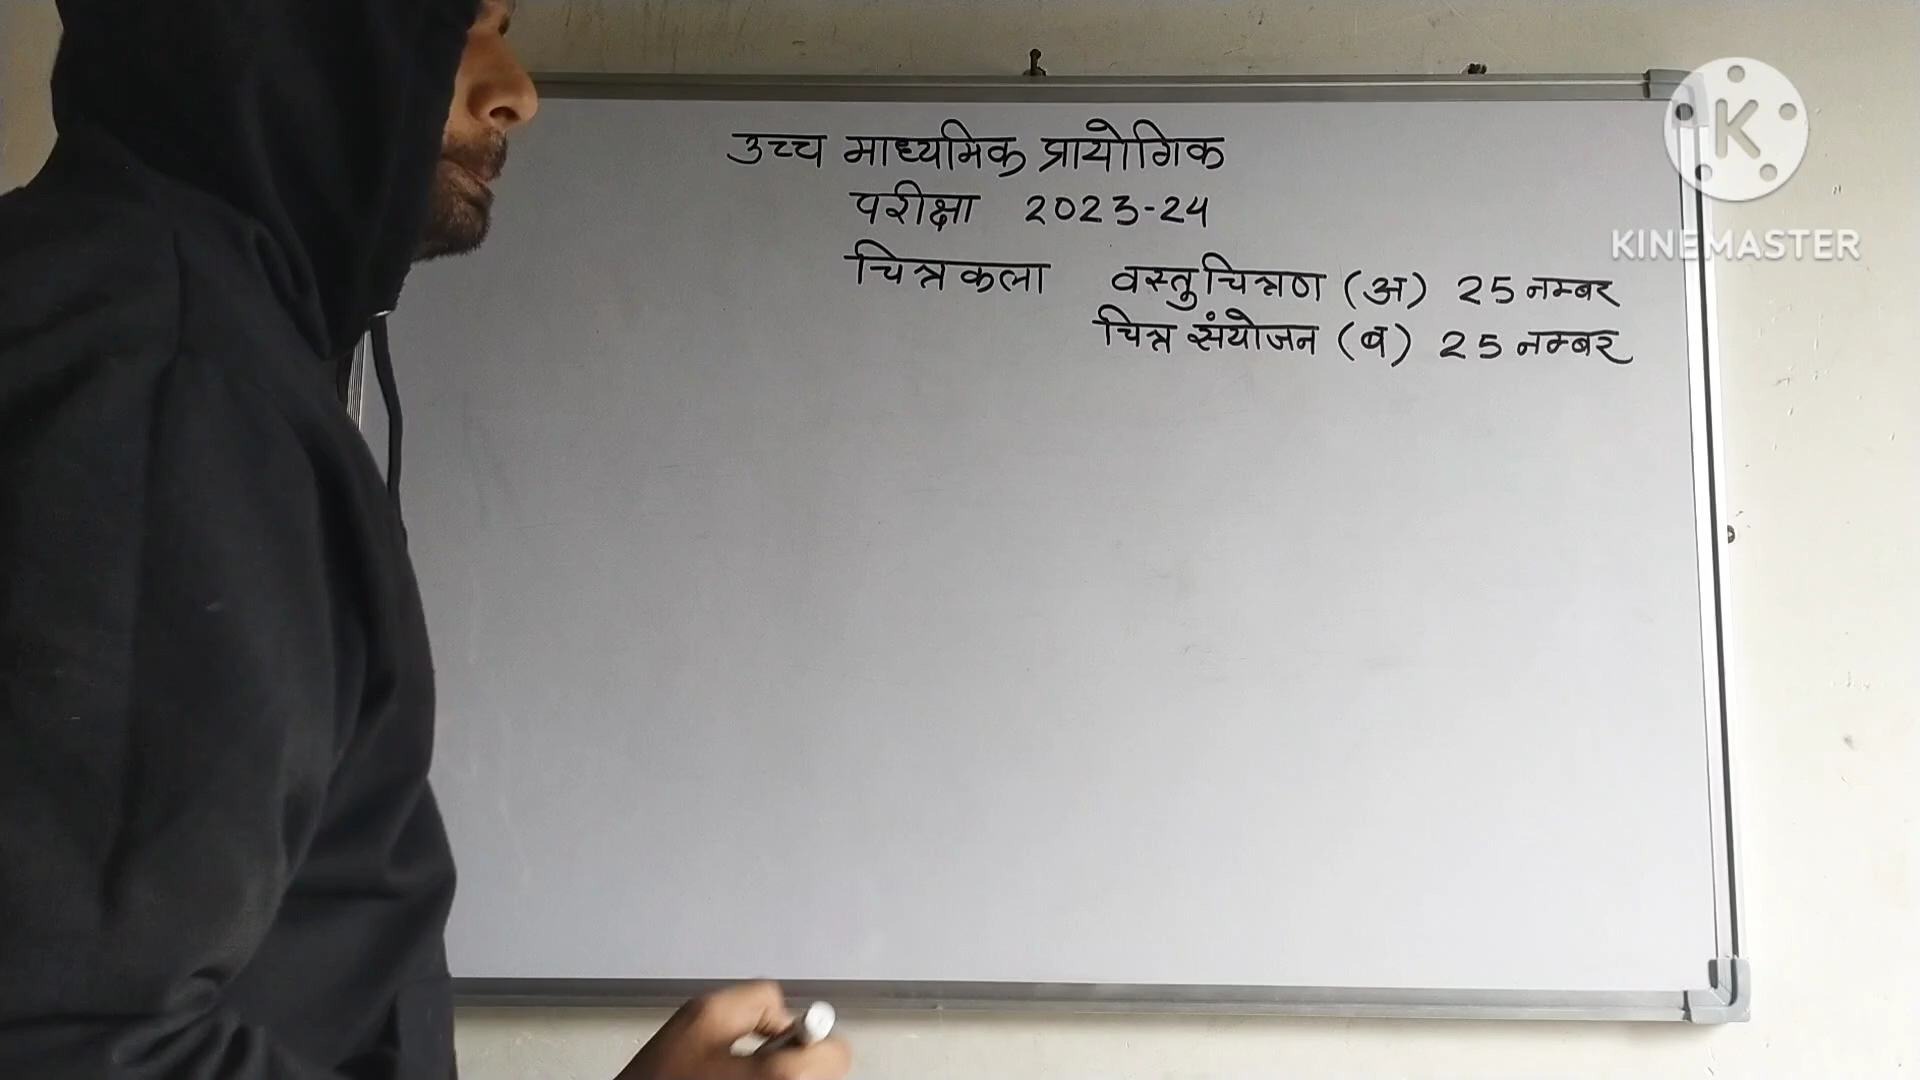 उच्च माध्यमिक प्रायोगिक
परीक्षा 2023-24
चित्रकला वस्तुचित्रण (अ) 25 नम्बर
चित्र संयोजन (ब) 25 नम्बर
K
KINEMASTER